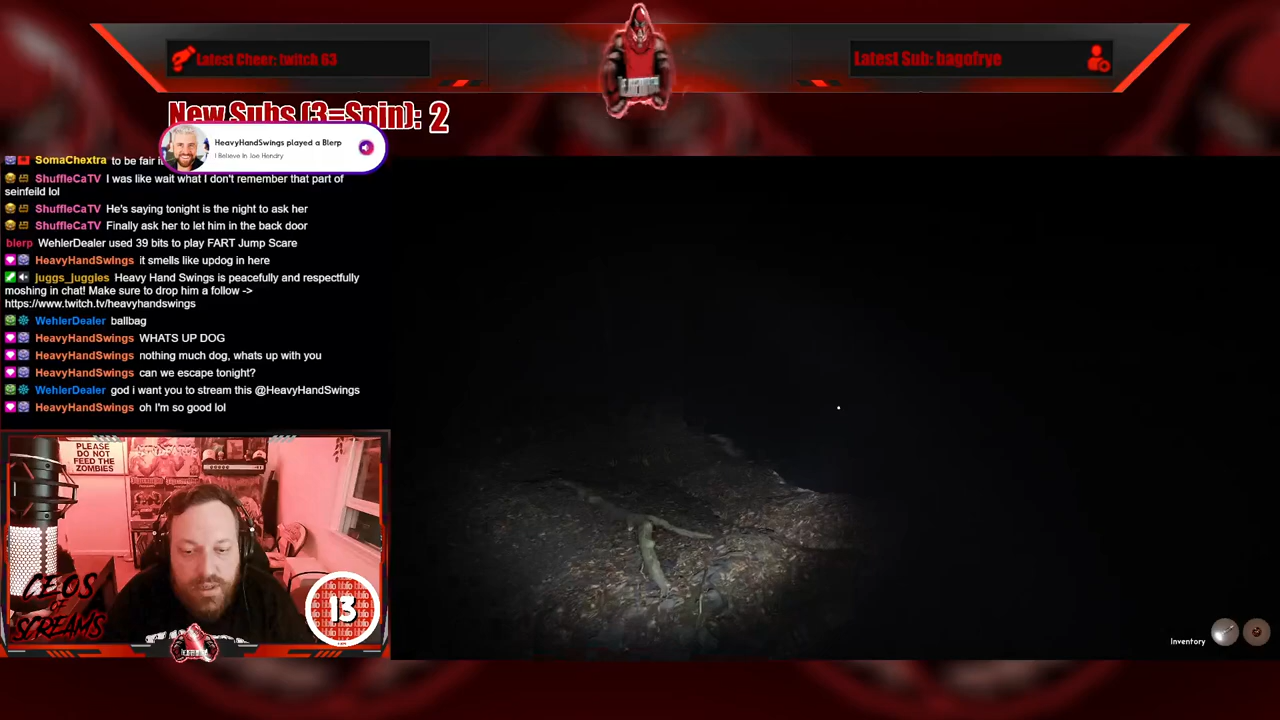 Latest Cheer: twitch 63
Latest Sub: bagofrye
New Subs (3=Spin): 2
HeavyHandSwings played a Blerp
I Believe In Joe Hendry
SomaChextra to be fair
ShuffleCaTV I was like wait what I don't remember that part of
seinfeild lol
ShuffleCaTV He's saying tonight is the night to ask her
ShuffleCaTV Finally ask her to let him in the back door
blerp WehlerDealer used 39 bits to play FART Jump Scare
HeavyHandSwings it smells like updog in here
juggs_juggles Heavy Hand Swings is peacefully and respectfully
moshing in chat! Make sure to drop him a follow ->
https://www.twitch.tv/heavyhandswings
WehlerDealer ballbag
HeavyHandSwings WHATS UP DOG
HeavyHandSwings nothing much dog, whats up with you
HeavyHandSwings can we escape tonight?
WehlerDealer god i want you to stream this @HeavyHandSwings
HeavyHandSwings oh I'm so good lol
PLEASE
DO NOT
FEED THE
ZOMBIES
CEOS
OF
SCREAMS
13
Inventory